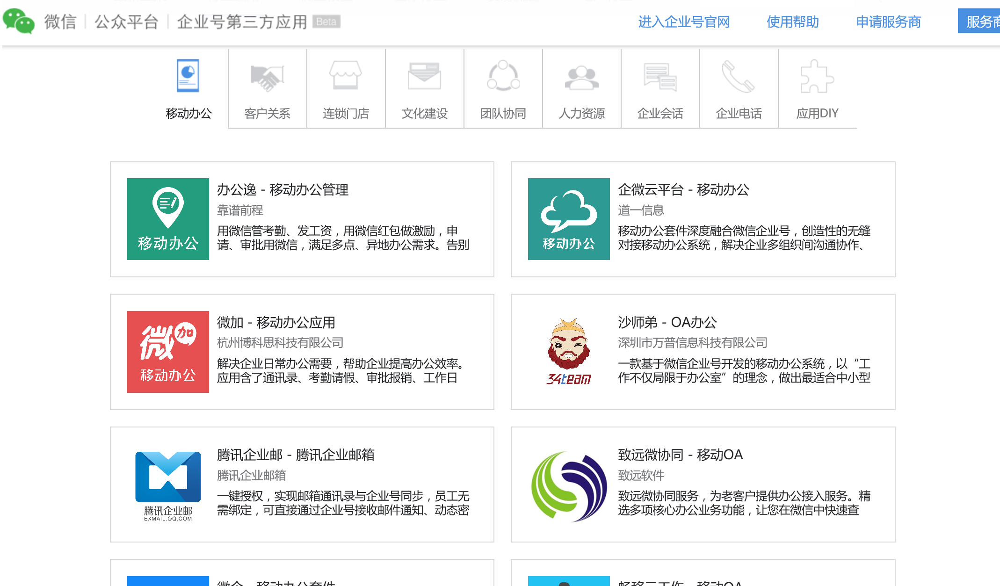 微信 | 公众平台 | 企业号第三方应用 Beta
进入企业号官网 使用帮助 申请服务商 服务商
移动办公 客户关系 连锁门店 文化建设 团队协同 人力资源 企业会话 企业电话 应用DIY
移动办公
办公逸 - 移动办公管理
靠谱前程
用微信管考勤、发工资，用微信红包做激励，申
请、审批用微信，满足多点、异地办公需求。告别
移动办公
企微云平台 - 移动办公
道一信息
移动办公套件深度融合微信企业号，创造性的无缝
对接移动办公系统，解决企业多组织间沟通协作、
微加
移动办公
微加 - 移动办公应用
杭州博科思科技有限公司
解决企业日常办公需要，帮助企业提高办公效率。
应用含了通讯录、考勤请假、审批报销、工作日
34team
沙师弟 - OA办公
深圳市万普信息科技有限公司
一款基于微信企业号开发的移动办公系统，以“工
作不仅局限于办公室”的理念，做出最适合中小型
腾讯企业邮
EXMAIL.QQ.COM
腾讯企业邮 - 腾讯企业邮箱
腾讯企业邮箱
一键授权，实现邮箱通讯录与企业号同步，员工无
需绑定，可直接通过企业号接收邮件通知、动态密
致远微协同 - 移动OA
致远软件
致远微协同服务，为老客户提供办公接入服务。精
选多项核心办公业务功能，让您在微信中快速查
微企 - 移动办公套件
畅移云工作 - 移动OA